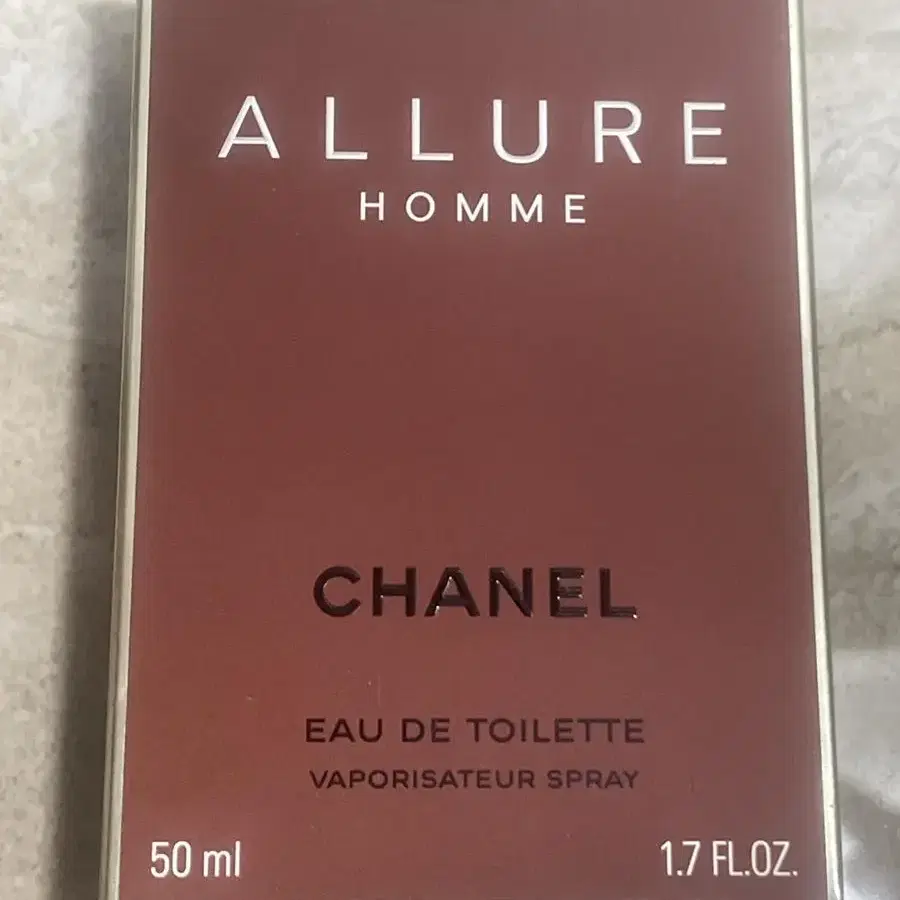 ALLURE
HOMME
CHANEL
EAU DE TOILETTE
VAPORISATEUR SPRAY
50 ml 1.7 FL.OZ.